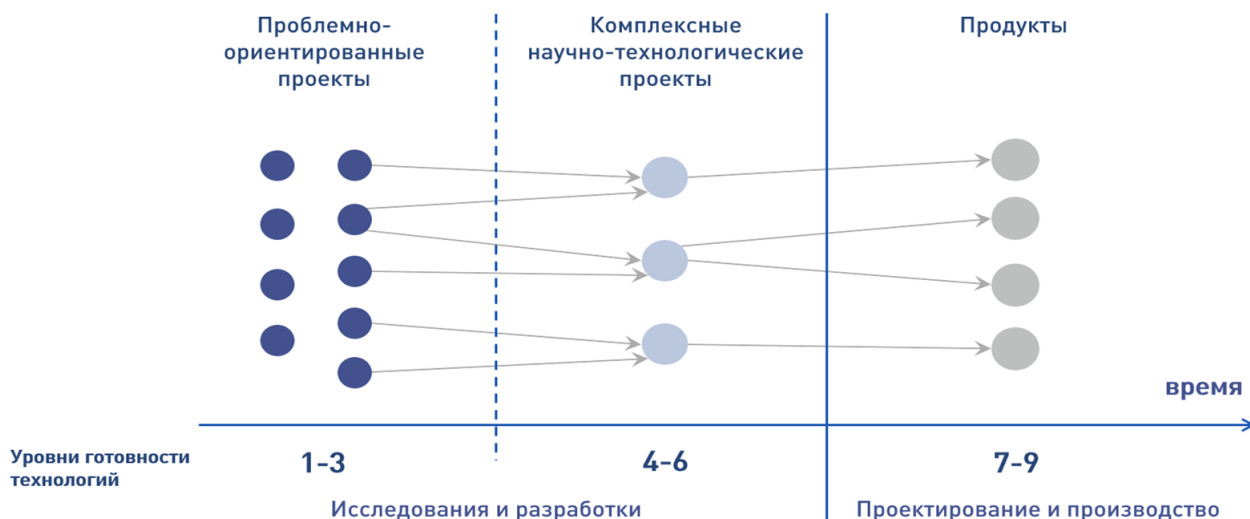 Проблемно-
ориентированные
проекты
Комплексные
научно-технологические
проекты
Продукты
время
Уровни готовности
технологий
1–3
4–6
7–9
Исследования и разработки
Проектирование и производство